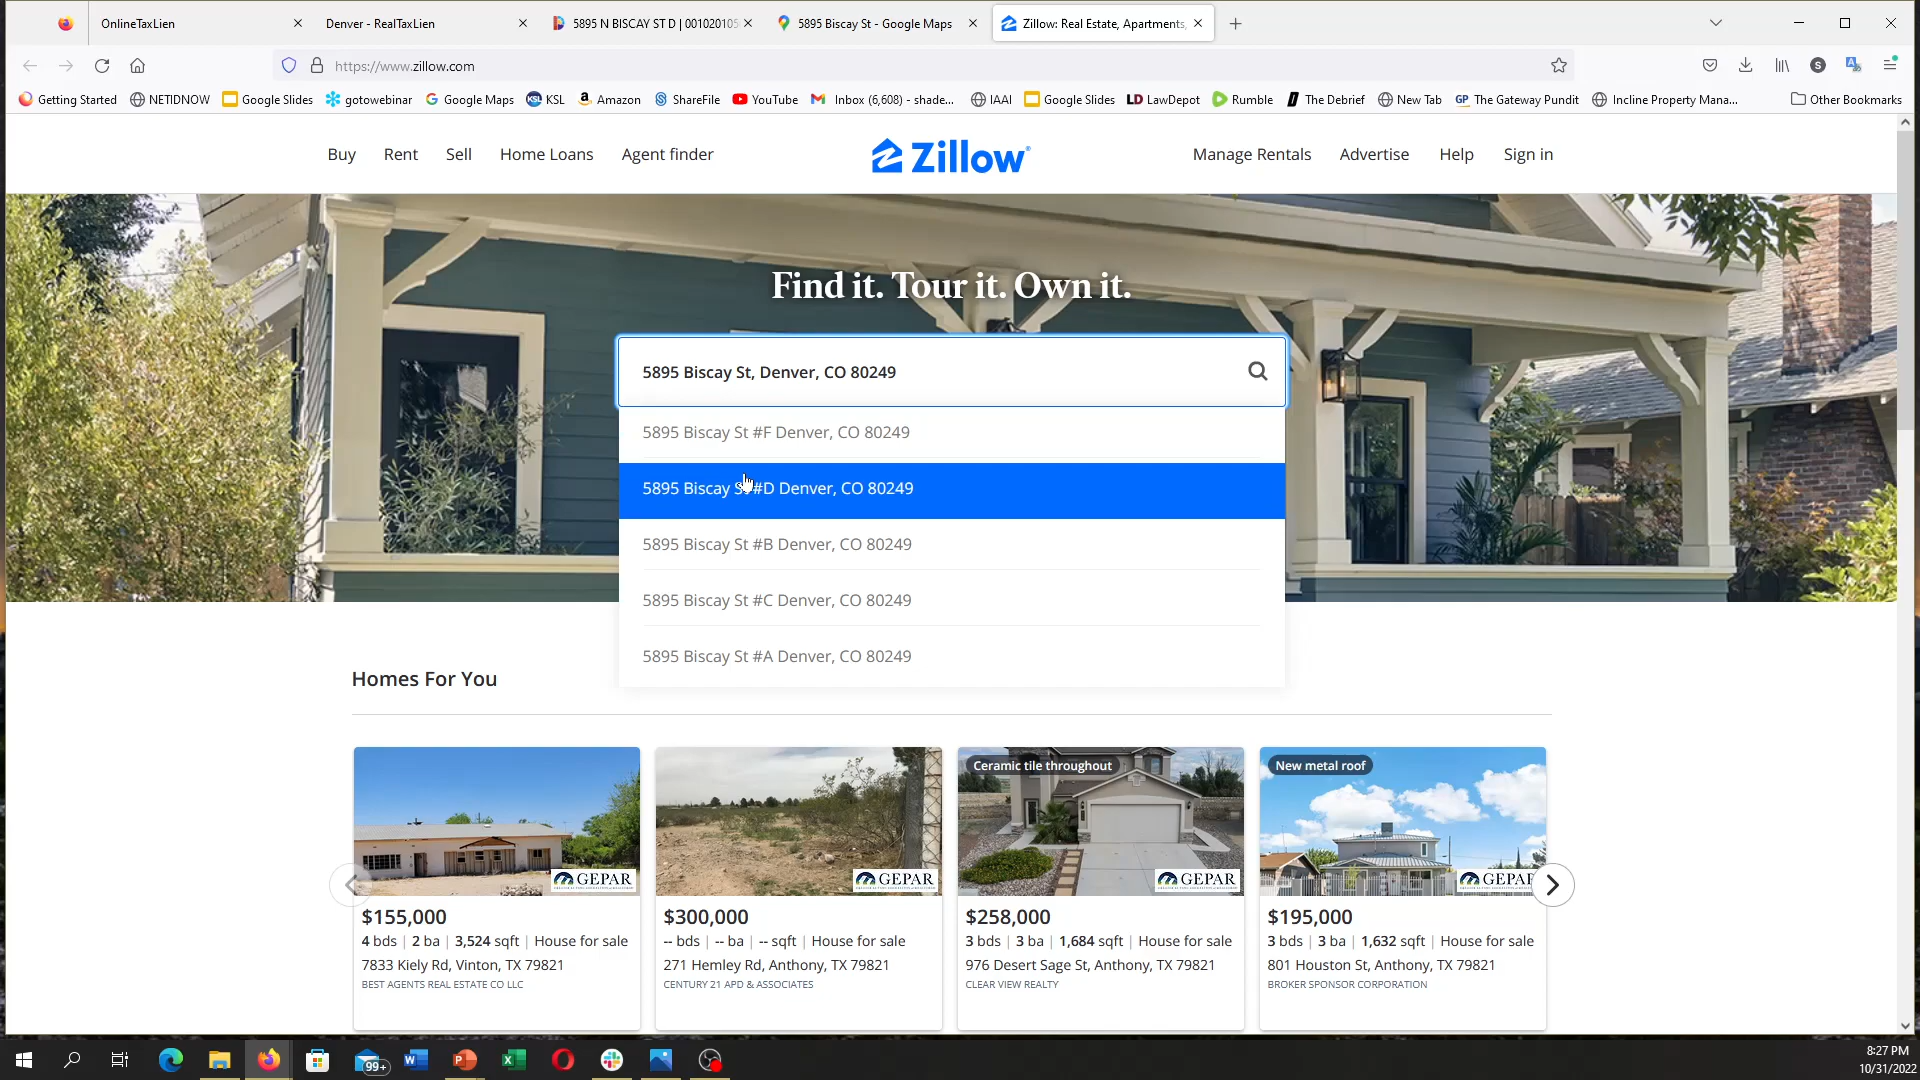 OnlineTaxLien
Denver - RealTaxLien
5895 N BISCAY ST D | 00102010
5895 Biscay St - Google Maps
Zillow: Real Estate, Apartments,
https://www.zillow.com
Getting Started
NETIDNOW
Google Slides
gotowebinar
Google Maps
KSL
Amazon
ShareFile
YouTube
Inbox (6,608) - shade...
IAAI
Google Slides
LD LawDepot
Rumble
The Debrief
New Tab
GP The Gateway Pundit
Incline Property Mana...
Other Bookmarks
Buy
Rent
Sell
Home Loans
Agent finder
Zillow
Manage Rentals
Advertise
Help
Sign in
Find it. Tour it. Own it.
5895 Biscay St, Denver, CO 80249
5895 Biscay St #F Denver, CO 80249
5895 Biscay St #D Denver, CO 80249
5895 Biscay St #B Denver, CO 80249
5895 Biscay St #C Denver, CO 80249
5895 Biscay St #A Denver, CO 80249
Homes For You
GEPAR
$155,000
4 bds | 2 ba | 3,524 sqft | House for sale
7833 Kiely Rd, Vinton, TX 79821
BEST AGENTS REAL ESTATE CO LLC
GEPAR
$300,000
-- bds | -- ba | -- sqft | House for sale
271 Hemley Rd, Anthony, TX 79821
CENTURY 21 APD & ASSOCIATES
Ceramic tile throughout
GEPAR
$258,000
3 bds | 3 ba | 1,684 sqft | House for sale
976 Desert Sage St, Anthony, TX 79821
CLEAR VIEW REALTY
New metal roof
GEPAR
$195,000
3 bds | 3 ba | 1,632 sqft | House for sale
801 Houston St, Anthony, TX 79821
BROKER SPONSOR CORPORATION
99+
8:27 PM
10/31/2022